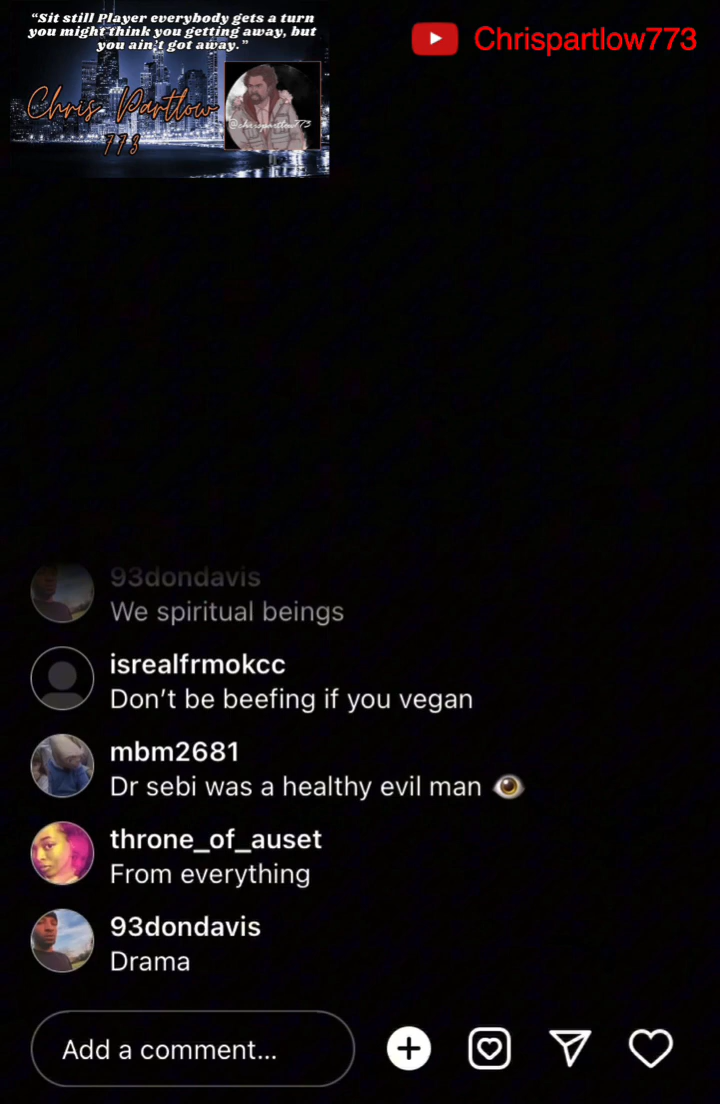 “Sit still Player everybody gets a turn
you might think you getting away, but
you ain't got away.”
Chrispartlow773
Chris Partlow
773
@chrispartlow773
93dondavis
We spiritual beings
isrealfrmokcc
Don’t be beefing if you vegan
mbm2681
Dr sebi was a healthy evil man 👁️
throne_of_auset
From everything
93dondavis
Drama
Add a comment...